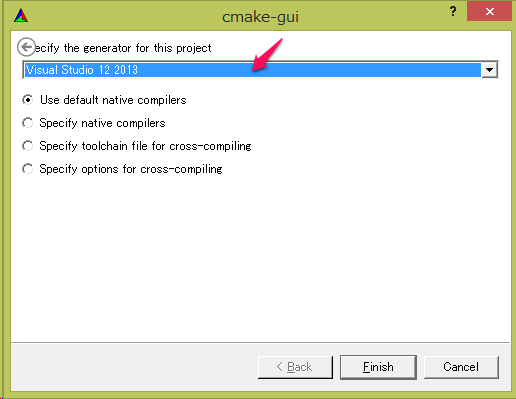 cmake-gui
?
ecify the generator for this project
Visual Studio 12 2013
Use default native compilers
Specify native compilers
Specify toolchain file for cross-compiling
Specify options for cross-compiling
< Back
Finish
Cancel